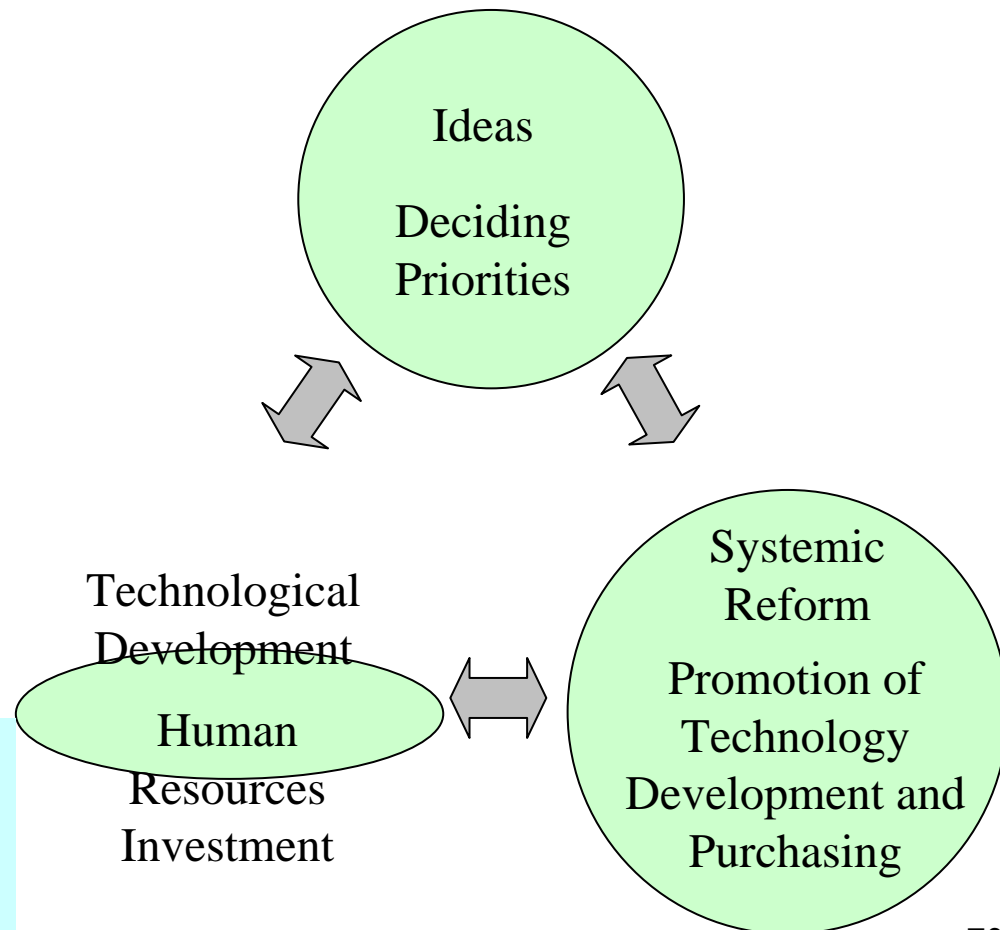 Ideas
Deciding
Priorities
Technological
Development
Human
Resources
Investment
Systemic
Reform
Promotion of
Technology
Development and
Purchasing